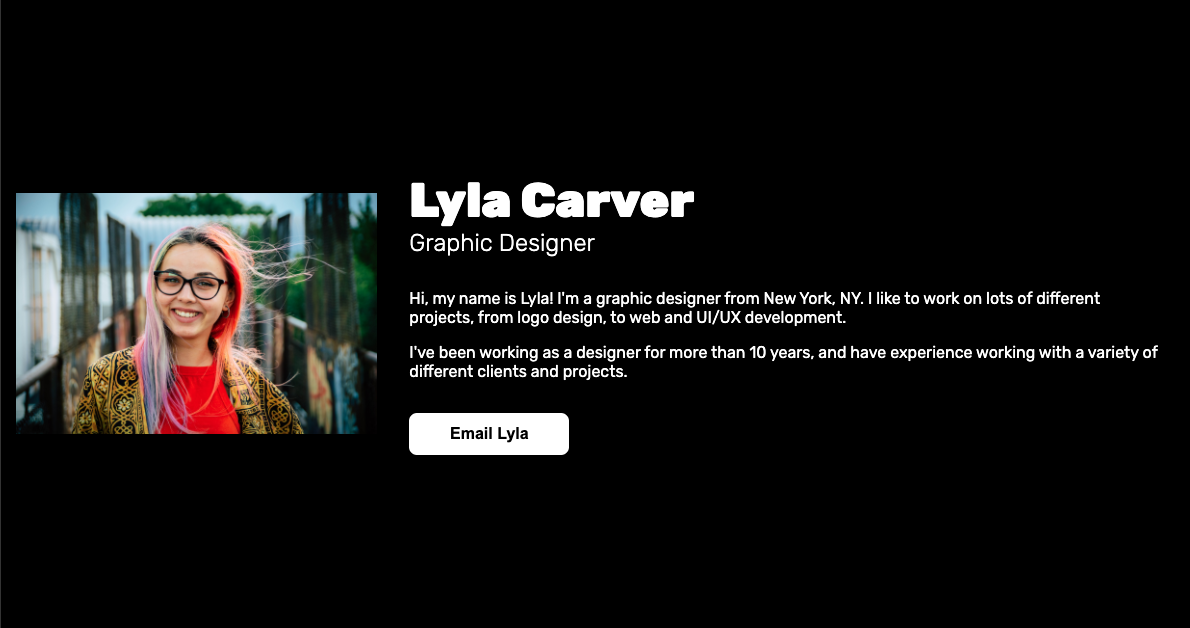 Lyla Carver
Graphic Designer
Hi, my name is Lyla! I'm a graphic designer from New York, NY. I like to work on lots of different
projects, from logo design, to web and UI/UX development.
I've been working as a designer for more than 10 years, and have experience working with a variety of
different clients and projects.
Email Lyla